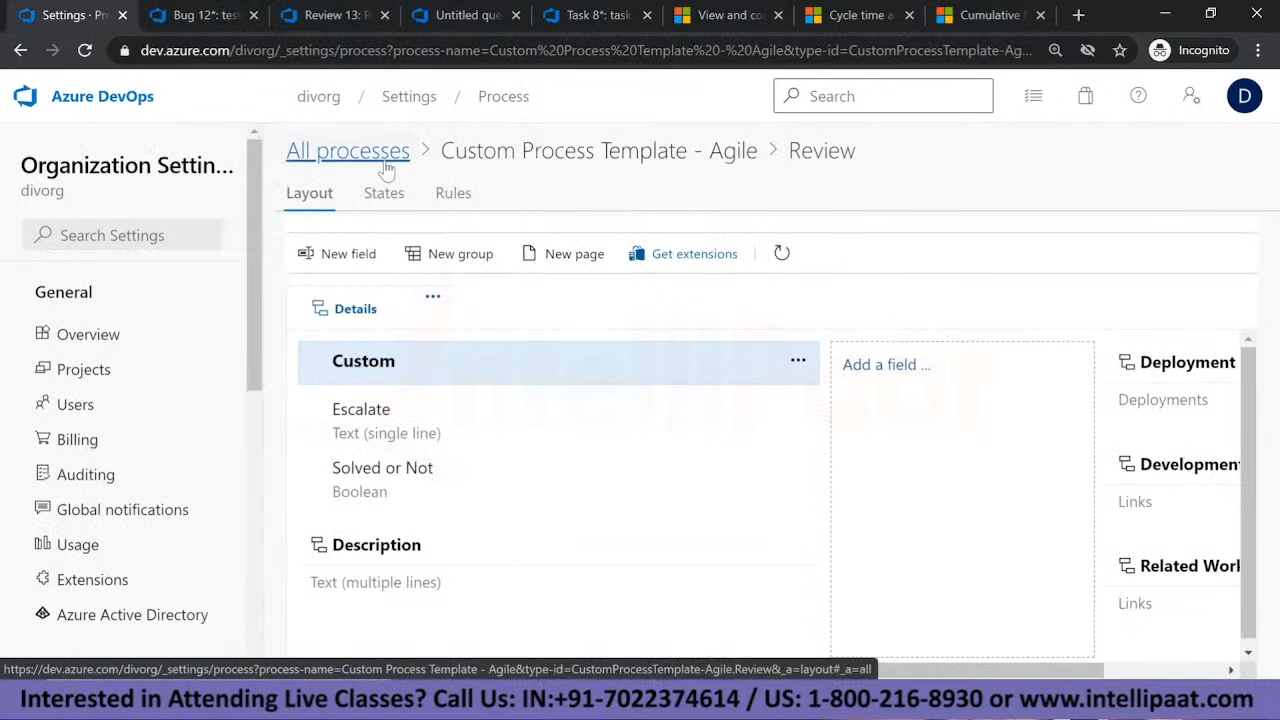 Settings · Pro
Bug 12*: test
Review 13: R
Untitled que
Task 8*: task
View and co
Cycle time a
Cumulative f
dev.azure.com/divorg/_settings/process?process-name=Custom%20Process%20Template%20-%20Agile&type-id=CustomProcessTemplate-Ag...
Incognito
Azure DevOps
divorg / Settings / Process
Search
D
All processes > Custom Process Template - Agile > Review
Organization Settin...
divorg
Layout
States
Rules
Search Settings
New field
New group
New page
Get extensions
General
Overview
Projects
Users
Billing
Auditing
Global notifications
Usage
Extensions
Azure Active Directory
Details
Custom
Escalate
Text (single line)
Solved or Not
Boolean
Description
Text (multiple lines)
Add a field ...
Deployment
Deployments
Developmen
Links
Related Work
Links
https://dev.azure.com/divorg/_settings/process?process-name=Custom Process Template - Agile&type-id=CustomProcessTemplate-Agile.Review&_a=layout#_a=all
Interested in Attending Live Classes? Call Us: IN:+91-7022374614 / US: 1-800-216-8930 or www.intellipaat.com